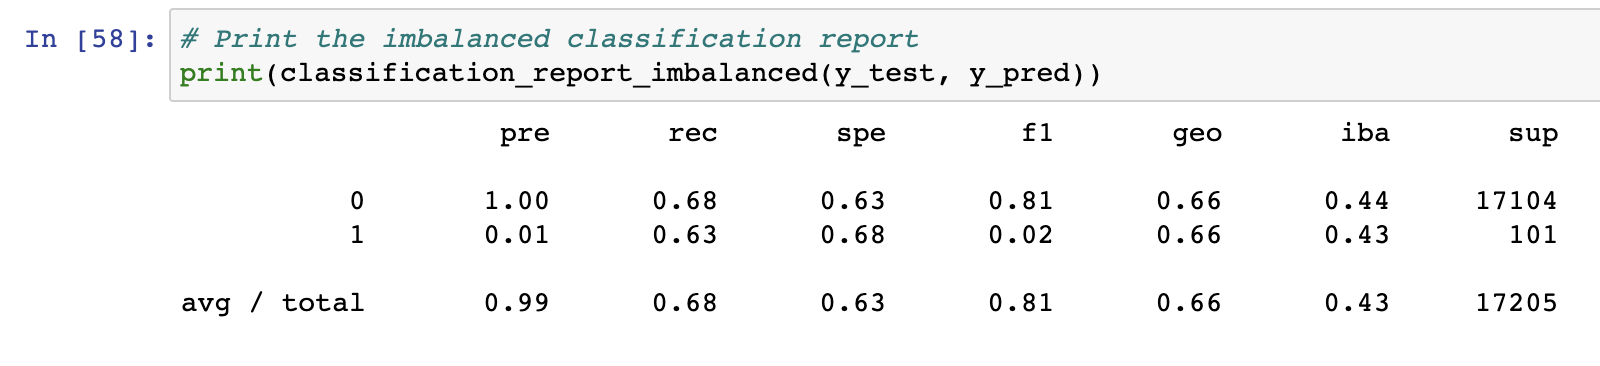 In [58]: # Print the imbalanced classification report
print(classification_report_imbalanced(y_test, y_pred))
pre rec spe f1 geo iba sup
0 1.00 0.68 0.63 0.81 0.66 0.44 17104
1 0.01 0.63 0.68 0.02 0.66 0.43 101
avg / total 0.99 0.68 0.63 0.81 0.66 0.43 17205